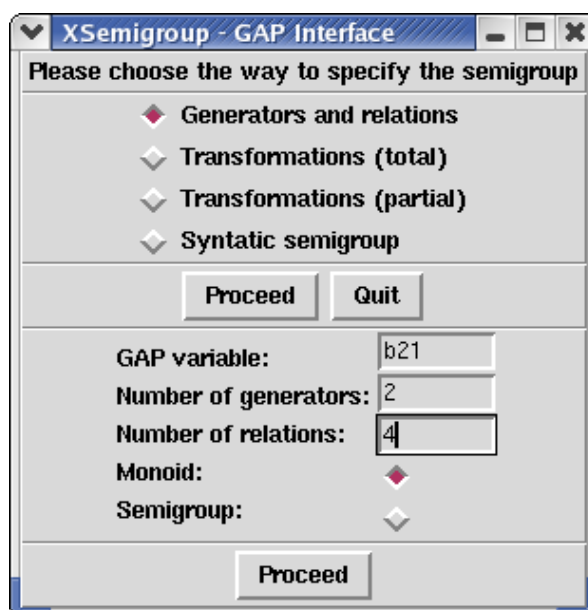 XSemigroup - GAP Interface
Please choose the way to specify the semigroup
Generators and relations
Transformations (total)
Transformations (partial)
Syntatic semigroup
Proceed Quit
GAP variable: b21
Number of generators: 2
Number of relations: 4
Monoid:
Semigroup:
Proceed